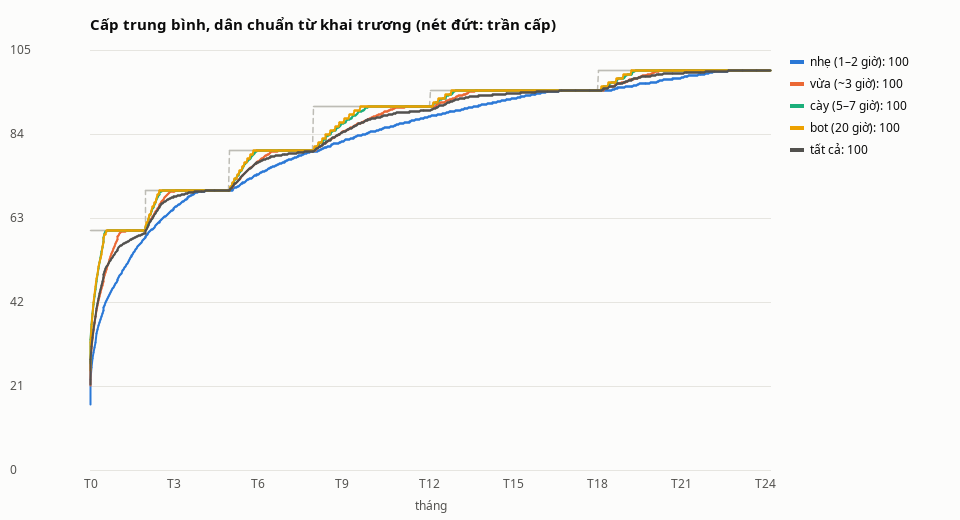 Cấp trung bình, dân chuẩn từ khai trương (nét đứt: trần cấp)
105
84
63
42
21
0
T0 T3 T6 T9 T12 T15 T18 T21 T24
tháng
nhẹ (1–2 giờ): 100
vừa (~3 giờ): 100
cày (5–7 giờ): 100
bot (20 giờ): 100
tất cả: 100